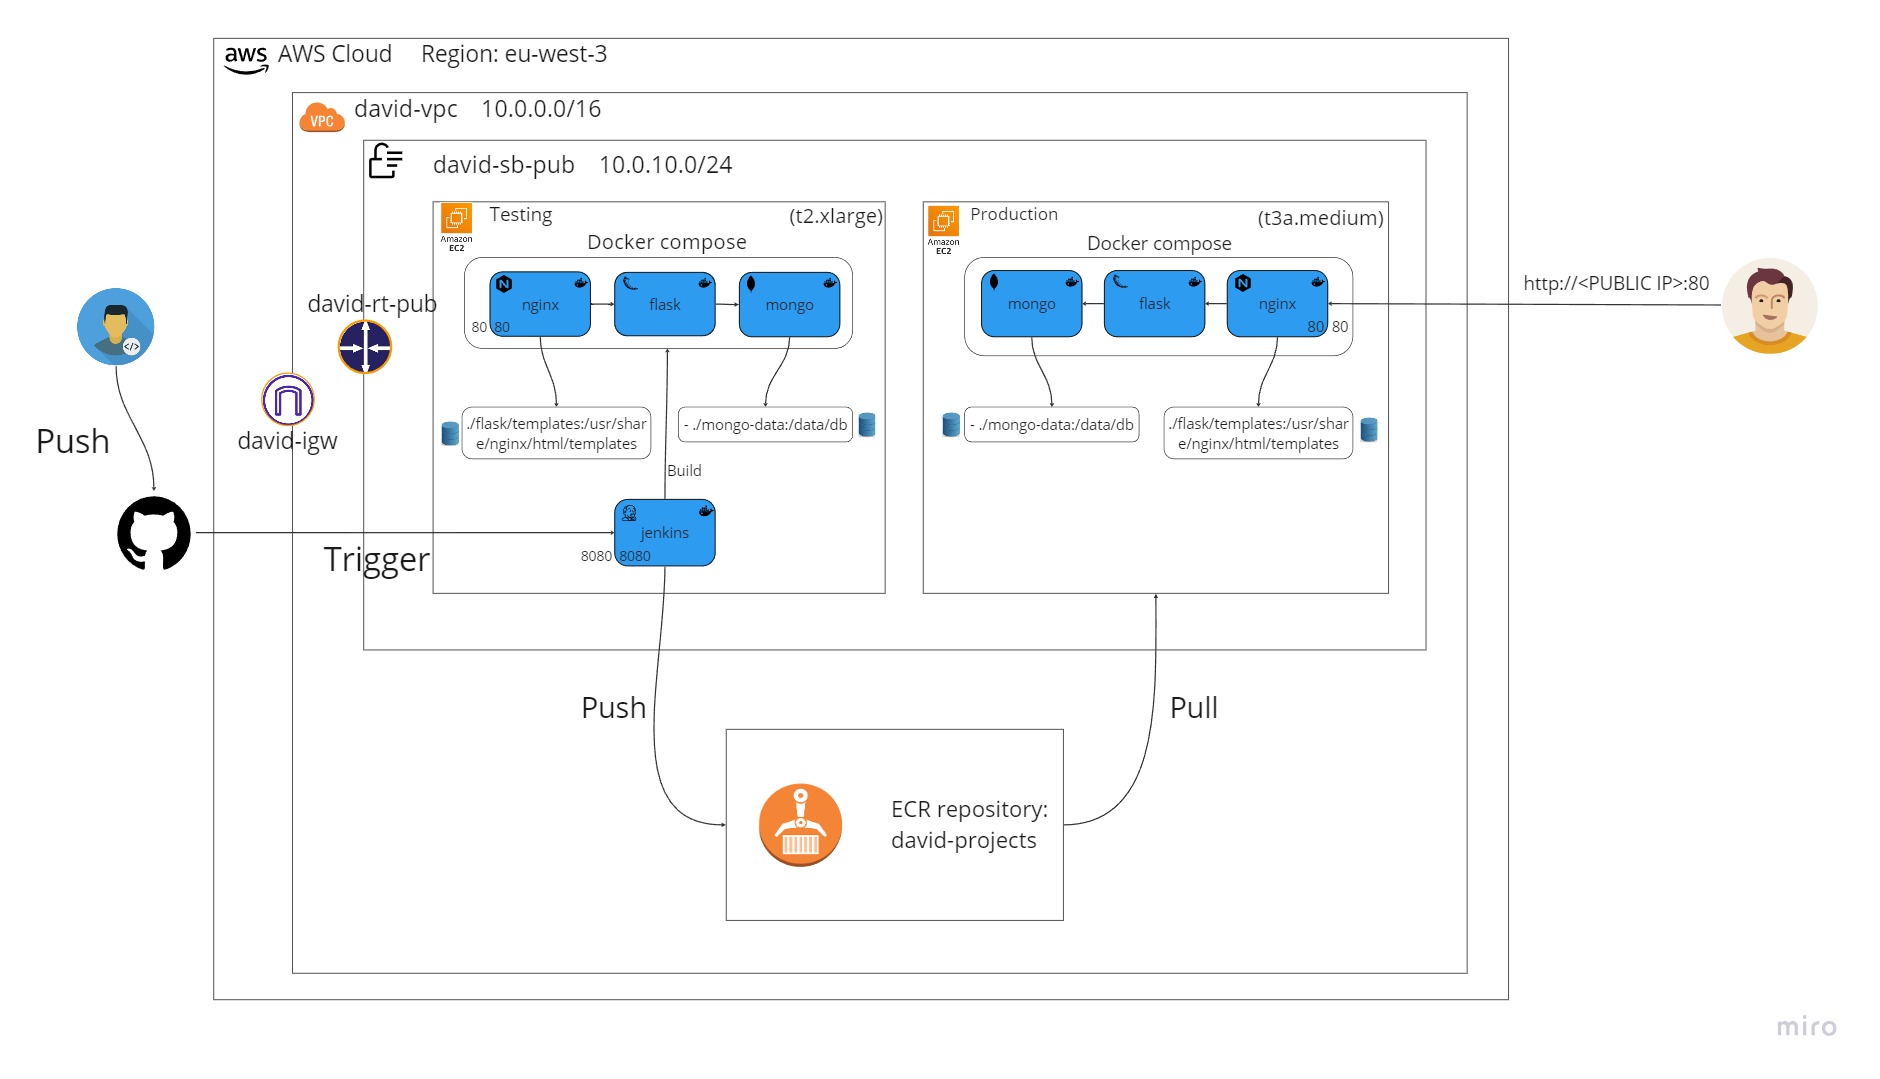 aws AWS Cloud Region: eu-west-3
VPC david-vpc 10.0.0.0/16
david-sb-pub 10.0.10.0/24
Amazon
EC2
Testing (t2.xlarge)
Docker compose
nginx
80 80
flask
mongo
./flask/templates:/usr/shar
e/nginx/html/templates
- ./mongo-data:/data/db
Build
jenkins
8080 8080
Amazon
EC2
Production (t3a.medium)
Docker compose
mongo
flask
nginx
80 80
- ./mongo-data:/data/db
./flask/templates:/usr/shar
e/nginx/html/templates
http://<PUBLIC IP>:80
david-rt-pub
david-igw
</>
Push
Trigger
Push
Pull
ECR repository:
david-projects
miro